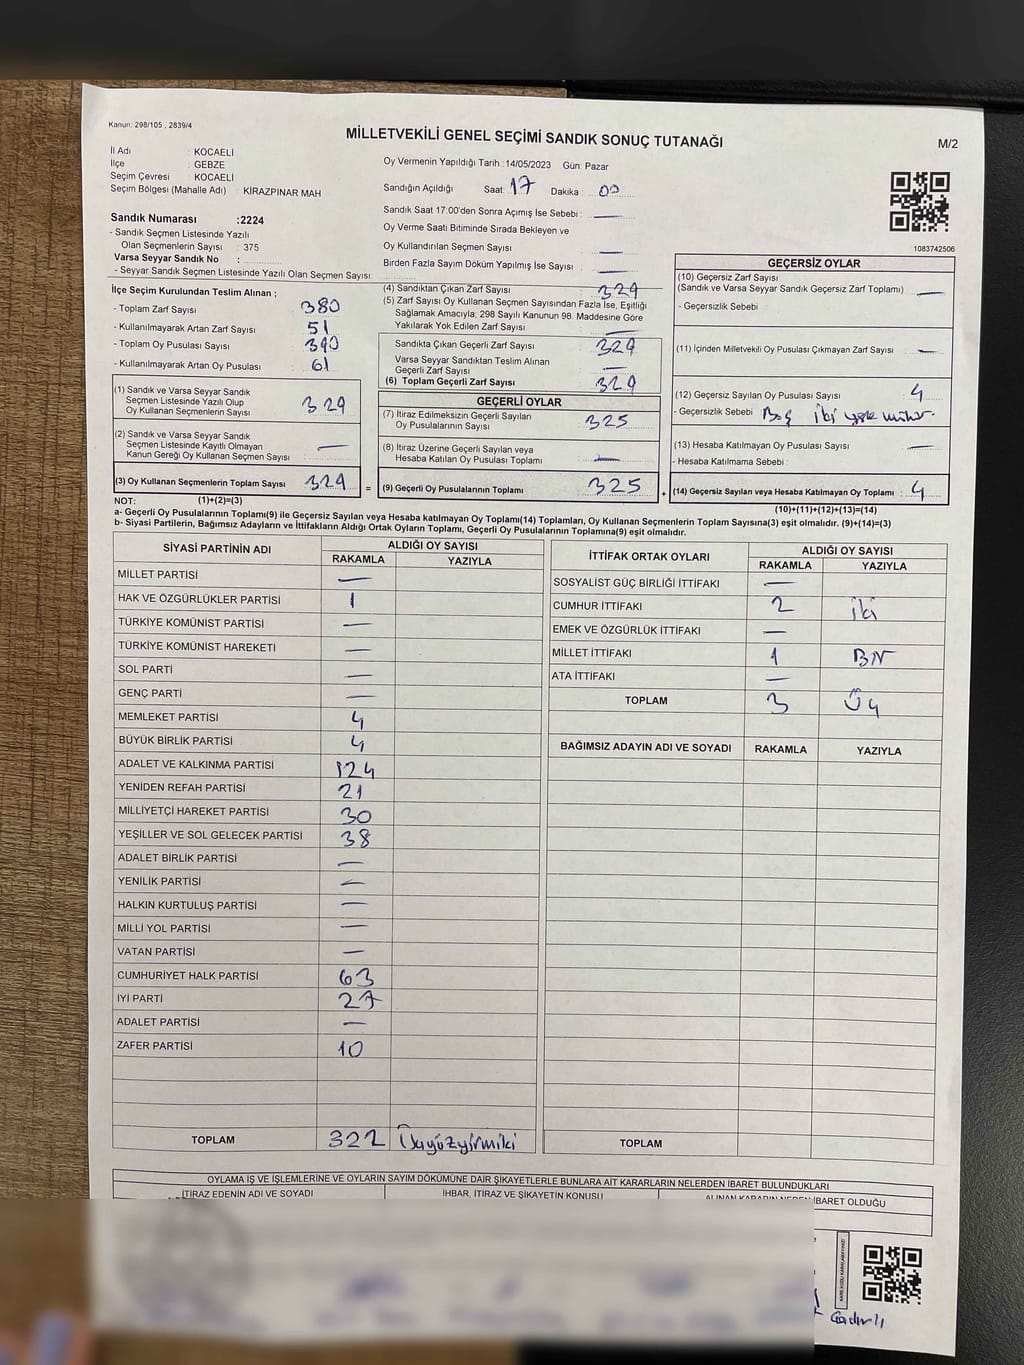 Kanun: 298/105 , 2839/4
MİLLETVEKİLİ GENEL SEÇİMİ SANDIK SONUÇ TUTANAĞI
M/2
İl Adı : KOCAELİ
İlçe : GEBZE
Seçim Çevresi : KOCAELİ
Seçim Bölgesi (Mahalle Adı) : KİRAZPINAR MAH
Sandık Numarası :2224
- Sandık Seçmen Listesinde Yazılı
Olan Seçmenlerin Sayısı : 375
Varsa Seyyar Sandık No :
- Seyyar Sandık Seçmen Listesinde Yazılı Olan Seçmen Sayısı:
Oy Vermenin Yapıldığı Tarih :14/05/2023 Gün: Pazar
Sandığın Açıldığı Saat: 17 Dakika : 00
Sandık Saat 17.00'den Sonra Açımış İse Sebebi : —
Oy Verme Saati Bitiminde Sırada Bekleyen ve
Oy Kullandırılan Seçmen Sayısı : —
Birden Fazla Sayım Döküm Yapılmış İse Sayısı : —
1083742506
İlçe Seçim Kurulundan Teslim Alınan ;
- Toplam Zarf Sayısı : 380
- Kullanılmayarak Artan Zarf Sayısı : 51
- Toplam Oy Pusulası Sayısı : 390
- Kullanılmayarak Artan Oy Pusulası Sayısı : 61
(1) Sandık ve Varsa Seyyar Sandık
Seçmen Listesinde Yazılı Olup
Oy Kullanan Seçmenlerin Sayısı : 329
(2) Sandık ve Varsa Seyyar Sandık
Seçmen Listesinde Kayıtlı Olmayan
Kanun Gereği Oy Kullanan Seçmen Sayısı : —
(3) Oy Kullanan Seçmenlerin Toplam Sayısı : 329
(1)+(2)=(3)
(4) Sandıktan Çıkan Zarf Sayısı : 329
(5) Zarf Sayısı Oy Kullanan Seçmen Sayısından Fazla İse, Eşitliği
Sağlamak Amacıyla; 298 Sayılı Kanunun 98. Maddesine Göre
Yakılarak Yok Edilen Zarf Sayısı : —
Sandıkta Çıkan Geçerli Zarf Sayısı : 329
Varsa Seyyar Sandıktan Teslim Alınan
Geçerli Zarf Sayısı : —
(6) Toplam Geçerli Zarf Sayısı : 329
=
GEÇERLİ OYLAR
(7) İtiraz Edilmeksizin Geçerli Sayılan
Oy Pusulalarının Sayısı : 325
(8) İtiraz Üzerine Geçerli Sayılan veya
Hesaba Katılan Oy Pusulası Toplamı : —
(9) Geçerli Oy Pusulalarının Toplamı : 325
+
GEÇERSİZ OYLAR
(10) Geçersiz Zarf Sayısı
(Sandık ve Varsa Seyyar Sandık Geçersiz Zarf Toplamı) : —
- Geçersizlik Sebebi :
(11) İçinden Milletvekili Oy Pusulası Çıkmayan Zarf Sayısı : —
(12) Geçersiz Sayılan Oy Pusulası Sayısı : 4
- Geçersizlik Sebebi : Boş iki yere mühür.
(13) Hesaba Katılmayan Oy Pusulası Sayısı : —
- Hesaba Katılmama Sebebi :
(14) Geçersiz Sayılan veya Hesaba Katılmayan Oy Toplamı : 4
(10)+(11)+(12)+(13)=(14)
NOT:
a- Geçerli Oy Pusulalarının Toplamı(9) ile Geçersiz Sayılan veya Hesaba katılmayan Oy Toplamı(14) Toplamları, Oy Kullanan Seçmenlerin Toplam Sayısına(3) eşit olmalıdır. (9)+(14)=(3)
b- Siyasi Partilerin, Bağımsız Adayların ve İttifakların Aldığı Ortak Oyların Toplamı, Geçerli Oy Pusulalarının Toplamına(9) eşit olmalıdır.
SİYASİ PARTİNİN ADI ALDIĞI OY SAYISI
RAKAMLA YAZIYLA
MİLLET PARTİSİ —
HAK VE ÖZGÜRLÜKLER PARTİSİ 1
TÜRKİYE KOMÜNİST PARTİSİ —
TÜRKİYE KOMÜNİST HAREKETİ —
SOL PARTİ —
GENÇ PARTİ —
MEMLEKET PARTİSİ 4
BÜYÜK BİRLİK PARTİSİ 4
ADALET VE KALKINMA PARTİSİ 124
YENİDEN REFAH PARTİSİ 21
MİLLİYETÇİ HAREKET PARTİSİ 30
YEŞİLLER VE SOL GELECEK PARTİSİ 38
ADALET BİRLİK PARTİSİ —
YENİLİK PARTİSİ —
HALKIN KURTULUŞ PARTİSİ —
MİLLİ YOL PARTİSİ —
VATAN PARTİSİ —
CUMHURİYET HALK PARTİSİ 63
İYİ PARTİ 27
ADALET PARTİSİ —
ZAFER PARTİSİ 10
TOPLAM 322 Üçyüzyirmiki
İTTİFAK ORTAK OYLARI ALDIĞI OY SAYISI
RAKAMLA YAZIYLA
SOSYALİST GÜÇ BİRLİĞİ İTTİFAKI —
CUMHUR İTTİFAKI 2 iki
EMEK VE ÖZGÜRLÜK İTTİFAKI —
MİLLET İTTİFAKI 1 BİR
ATA İTTİFAKI —
TOPLAM 3 Üç
BAĞIMSIZ ADAYIN ADI VE SOYADI RAKAMLA YAZIYLA
TOPLAM
OYLAMA İŞ VE İŞLEMLERİNE VE OYLARIN SAYIM DÖKÜMÜNE DAİR ŞİKAYETLERLE BUNLARA AİT KARARLARIN NELERDEN İBARET BULUNDUKLARI
İTİRAZ EDENİN ADI VE SOYADI İHBAR, İTİRAZ VE ŞİKAYETİN KONUSU ALINAN KARARIN NEDEN İBARET OLDUĞU